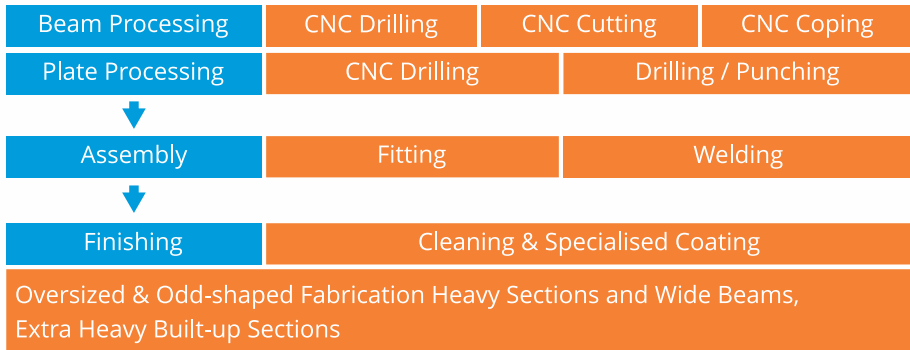 Beam Processing CNC Drilling CNC Cutting CNC Coping
Plate Processing CNC Drilling Drilling / Punching
Assembly Fitting Welding
Finishing Cleaning & Specialised Coating
Oversized & Odd-shaped Fabrication Heavy Sections and Wide Beams,
Extra Heavy Built-up Sections